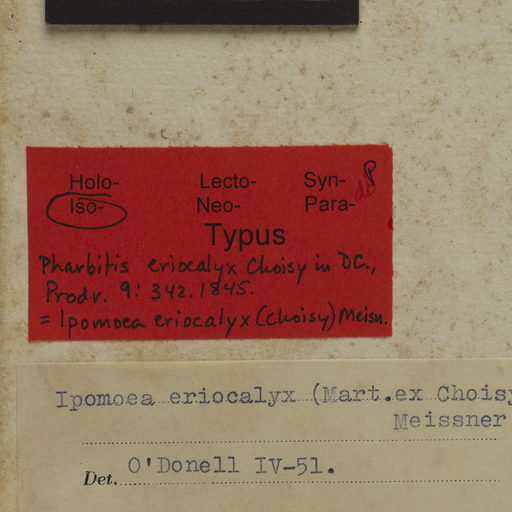 Holo- Lecto- Syn-
Iso- Neo- Para-
Typus
Pharbitis eriocalyx Choisy in DC.,
Prodr. 9: 342. 1845.
= Ipomoea eriocalyx (Choisy) Meisn.
Ipomoea eriocalyx (Mart.ex Choisy
Meissner
Det. O'Donell IV-51.